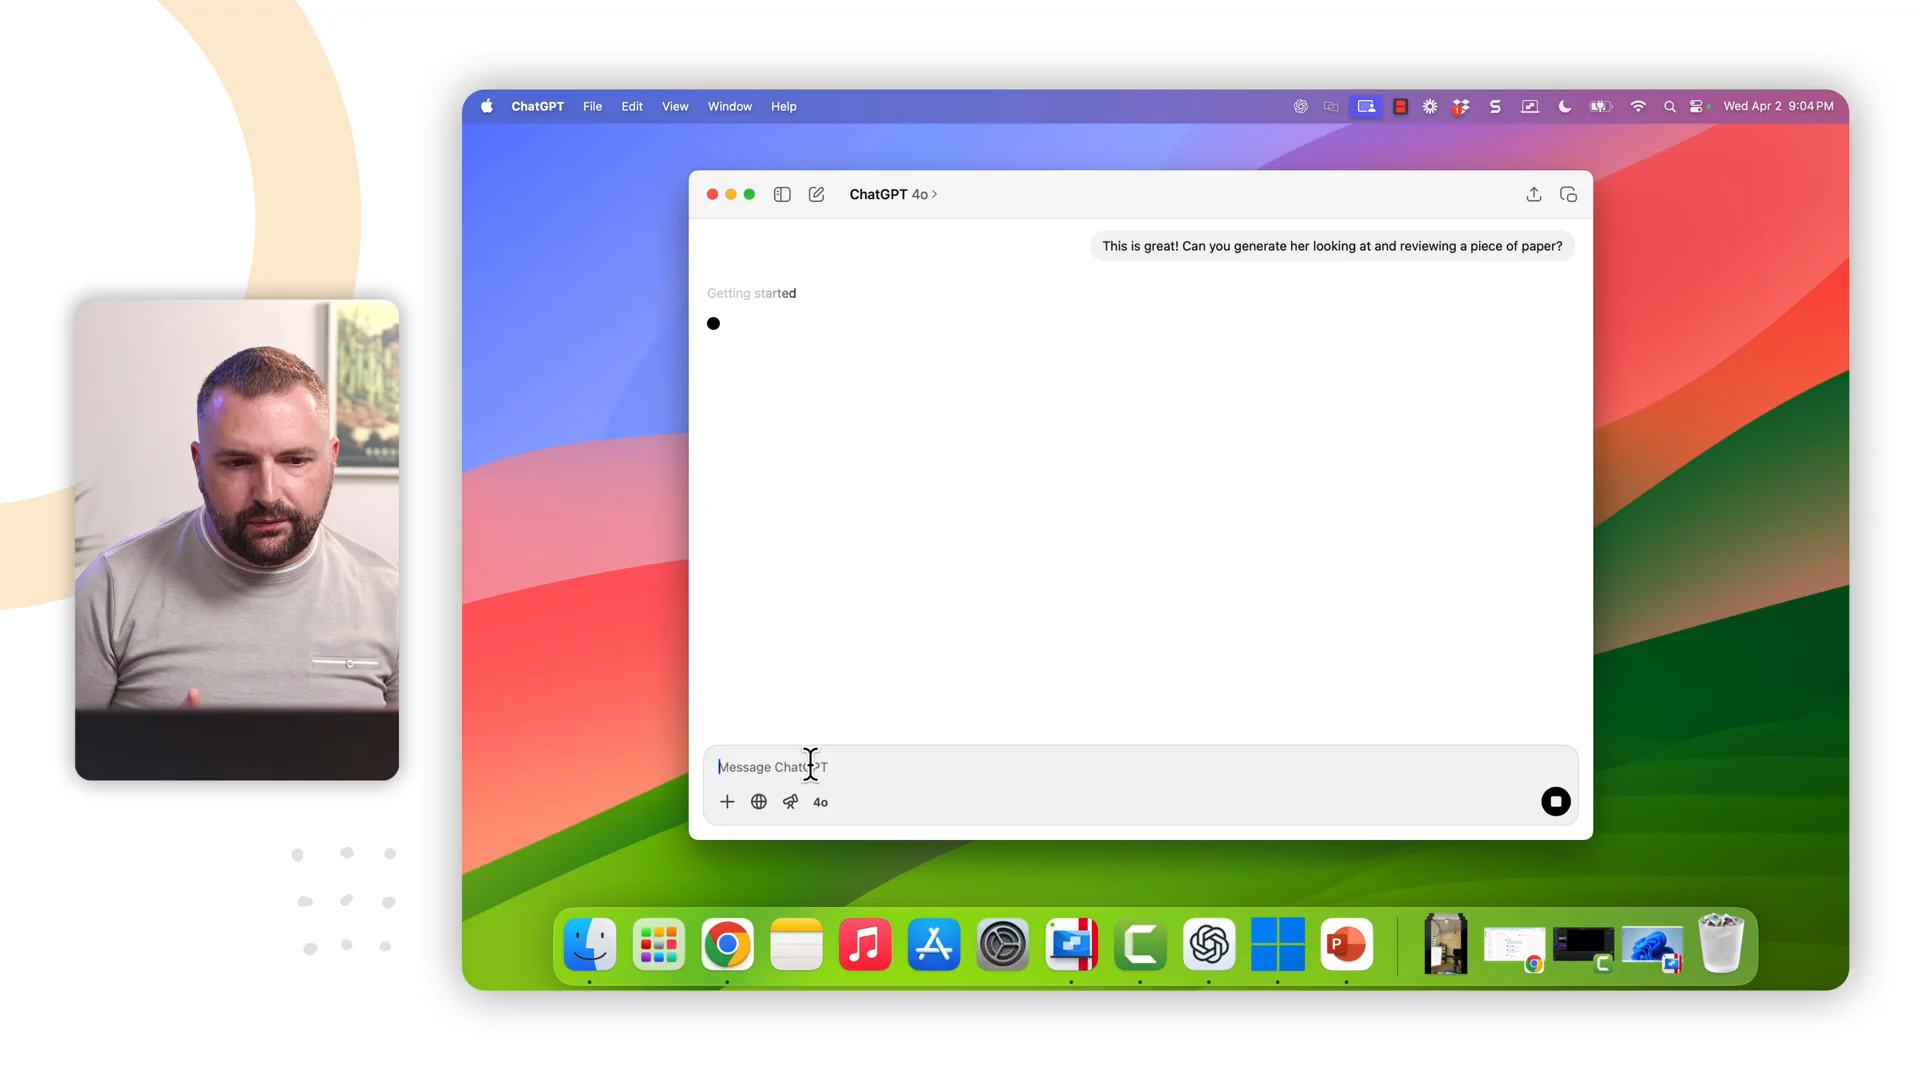 ChatGPT File Edit View Window Help Wed Apr 2 9:04 PM
ChatGPT 4o >
This is great! Can you generate her looking at and reviewing a piece of paper?
Getting started
Message ChatGPT
4o